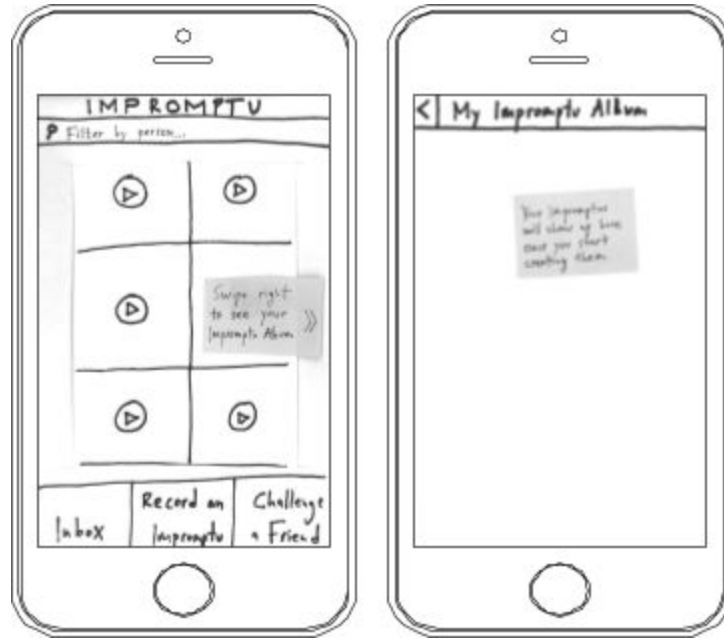 IMPROMPTU
Filter by person...
Swipe right
to see your
Impromptu Album
Inbox
Record an
Impromptu
Challenge
a Friend
< My Impromptu Album
Your Impromptus
will show up here
once you start
creating them